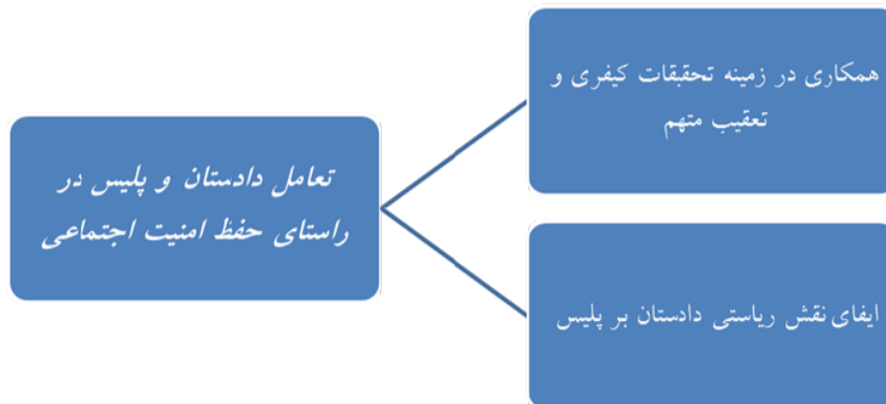 همکاری در زمینه تحقیقات کیفری و
تعقیب متهم
تعامل دادستان و پلیس در
راستای حفظ امنیت اجتماعی
ایفای نقش ریاستی دادستان بر پلیس